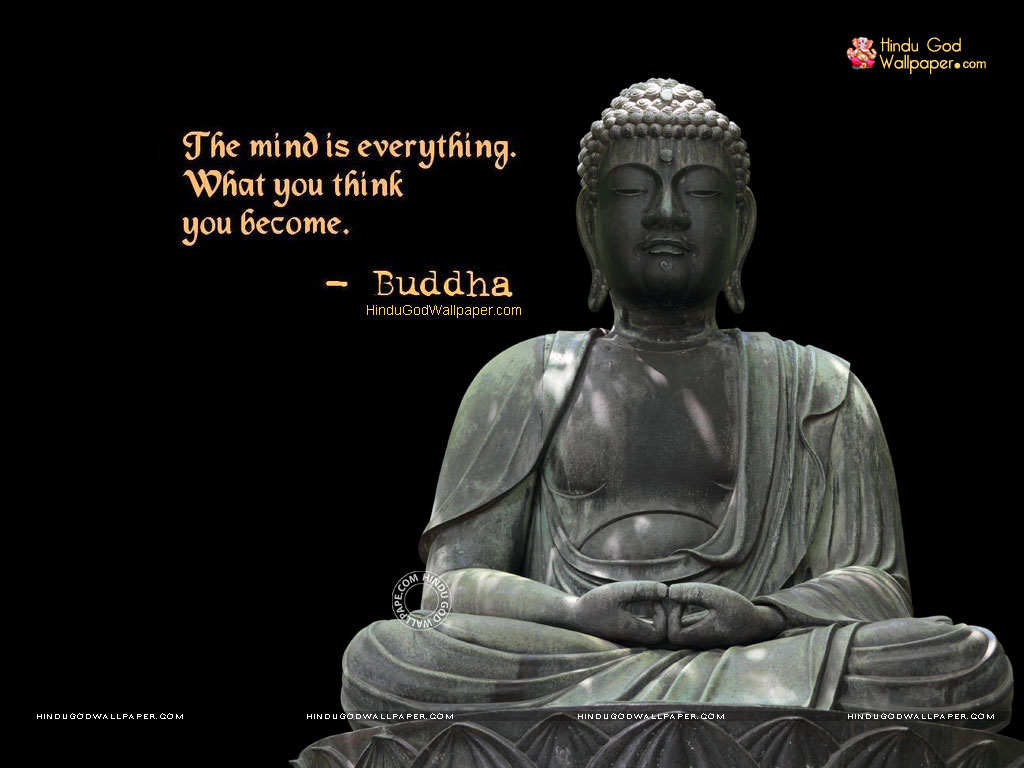 Hindu God
Wallpaper.com
The mind is everything.
What you think
you become.
- Buddha
HinduGodWallpaper.com
WALLPAPE.COM HINDU GOD
HINDUGODWALLPAPER.COM HINDUGODWALLPAPER.COM HINDUGODWALLPAPER.COM HINDUGODWALLPAPER.COM